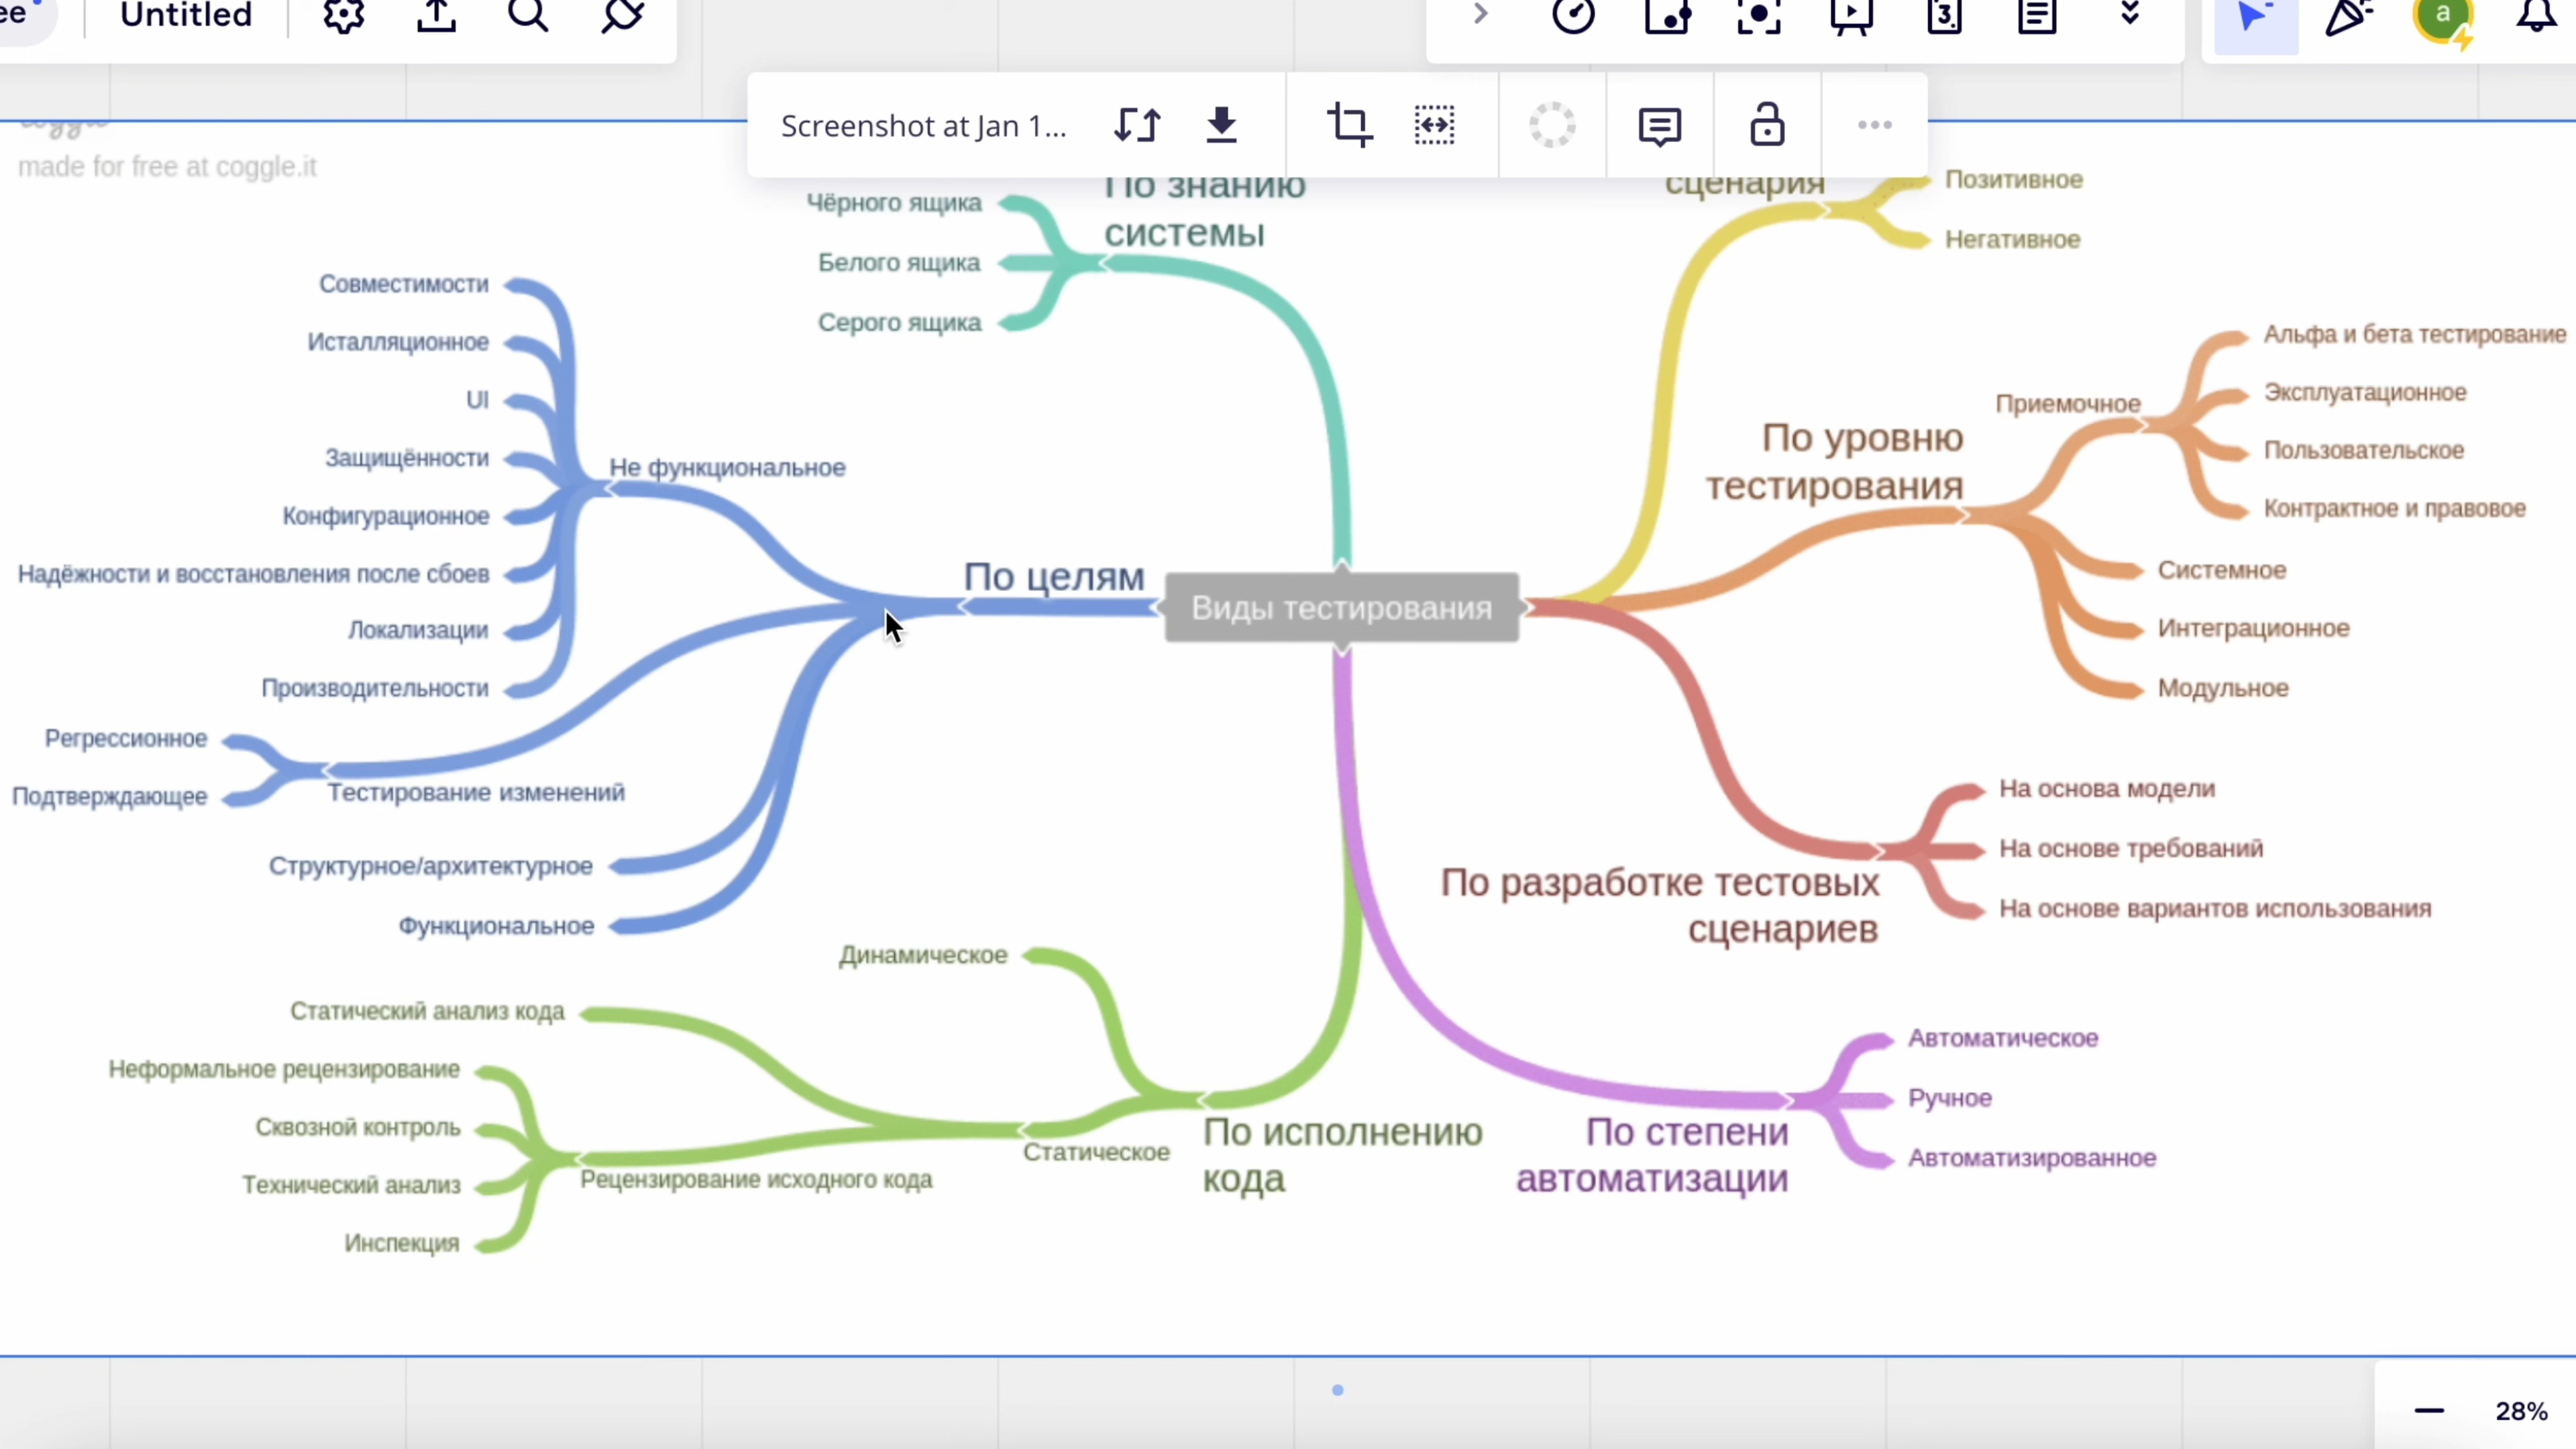 ee
Untitled
3
a
Screenshot at Jan 1...
made for free at coggle.it
По знанию
системы
Чёрного ящика
Белого ящика
Серого ящика
сценария
Позитивное
Негативное
Совместимости
Исталляционное
UI
Защищённости
Конфигурационное
Надёжности и восстановления после сбоев
Локализации
Производительности
Не функциональное
По целям
Виды тестирования
Регрессионное
Подтверждающее
Тестирование изменений
Структурное/архитектурное
Функциональное
По уровню
тестирования
Приемочное
Альфа и бета тестирование
Эксплуатационное
Пользовательское
Контрактное и правовое
Системное
Интеграционное
Модульное
На основа модели
На основе требований
На основе вариантов использования
По разработке тестовых
сценариев
Динамическое
Статический анализ кода
Неформальное рецензирование
Сквозной контроль
Технический анализ
Инспекция
Рецензирование исходного кода
Статическое
По исполнению
кода
По степени
автоматизации
Автоматическое
Ручное
Автоматизированное
28%